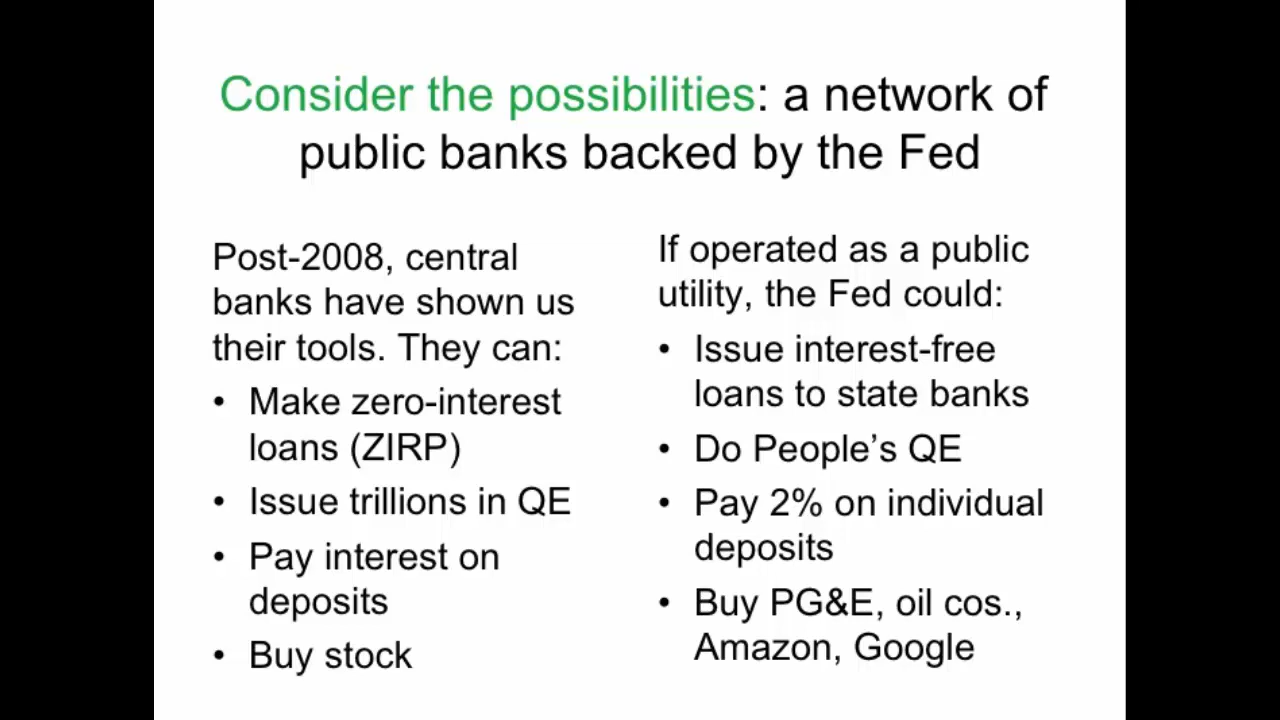 Consider the possibilities: a network of
public banks backed by the Fed
Post-2008, central
banks have shown us
their tools. They can:
• Make zero-interest
loans (ZIRP)
• Issue trillions in QE
• Pay interest on
deposits
• Buy stock
If operated as a public
utility, the Fed could:
• Issue interest-free
loans to state banks
• Do People’s QE
• Pay 2% on individual
deposits
• Buy PG&E, oil cos.,
Amazon, Google